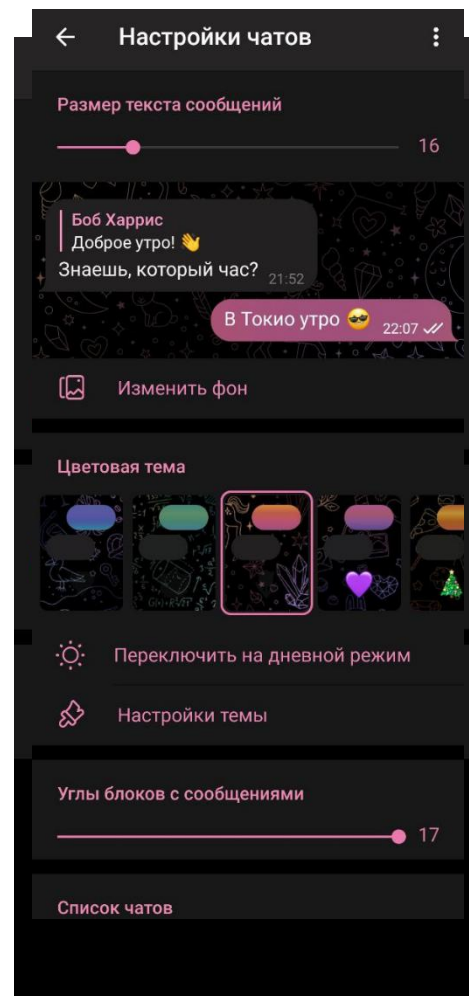 Настройки чатов
Размер текста сообщений
16
Боб Харрис
Доброе утро! 👋
Знаешь, который час? 21:52
В Токио утро 😎 22:07
Изменить фон
Цветовая тема
Переключить на дневной режим
Настройки темы
Углы блоков с сообщениями
17
Список чатов